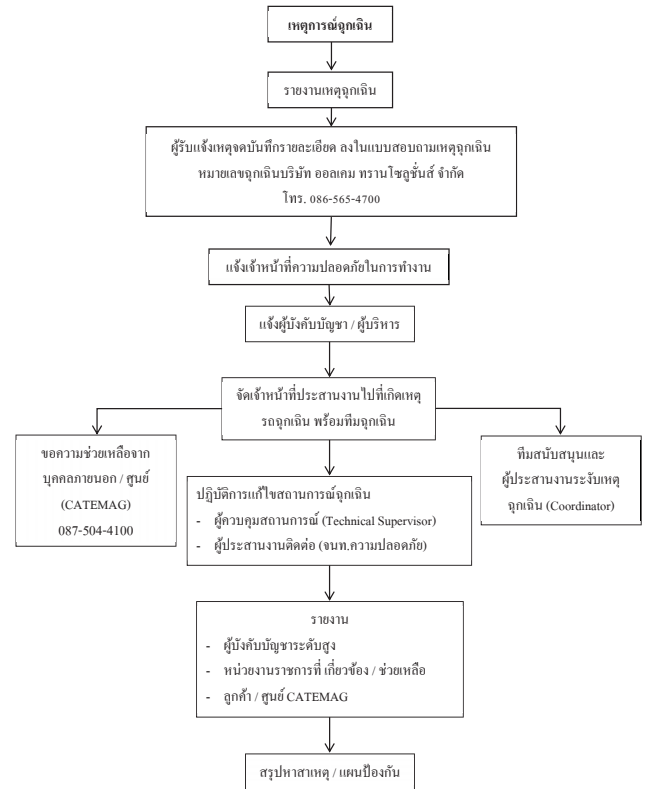 เหตุการณ์ฉุกเฉิน
รายงานเหตุฉุกเฉิน
ผู้รับแจ้งเหตุจดบันทึกรายละเอียด ลงในแบบสอบถามเหตุฉุกเฉิน
หมายเลขฉุกเฉินบริษัท ออลเคม ทรานโซลูชั่นส์ จำกัด
โทร. 086-565-4700
แจ้งเจ้าหน้าที่ความปลอดภัยในการทำงาน
แจ้งผู้บังคับบัญชา / ผู้บริหาร
จัดเจ้าหน้าที่ประสานงานไปที่เกิดเหตุ
รถฉุกเฉิน พร้อมทีมฉุกเฉิน
ขอความช่วยเหลือจาก
บุคคลภายนอก / ศูนย์
(CATEMAG)
087-504-4100
ปฏิบัติการแก้ไขสถานการณ์ฉุกเฉิน
- ผู้ควบคุมสถานการณ์ (Technical Supervisor)
- ผู้ประสานงานติดต่อ (จนท.ความปลอดภัย)
ทีมสนับสนุนและ
ผู้ประสานงานระงับเหตุ
ฉุกเฉิน (Coordinator)
รายงาน
- ผู้บังคับบัญชาระดับสูง
- หน่วยงานราชการที่ เกี่ยวข้อง / ช่วยเหลือ
- ลูกค้า / ศูนย์ CATEMAG
สรุปหาสาเหตุ / แผนป้องกัน